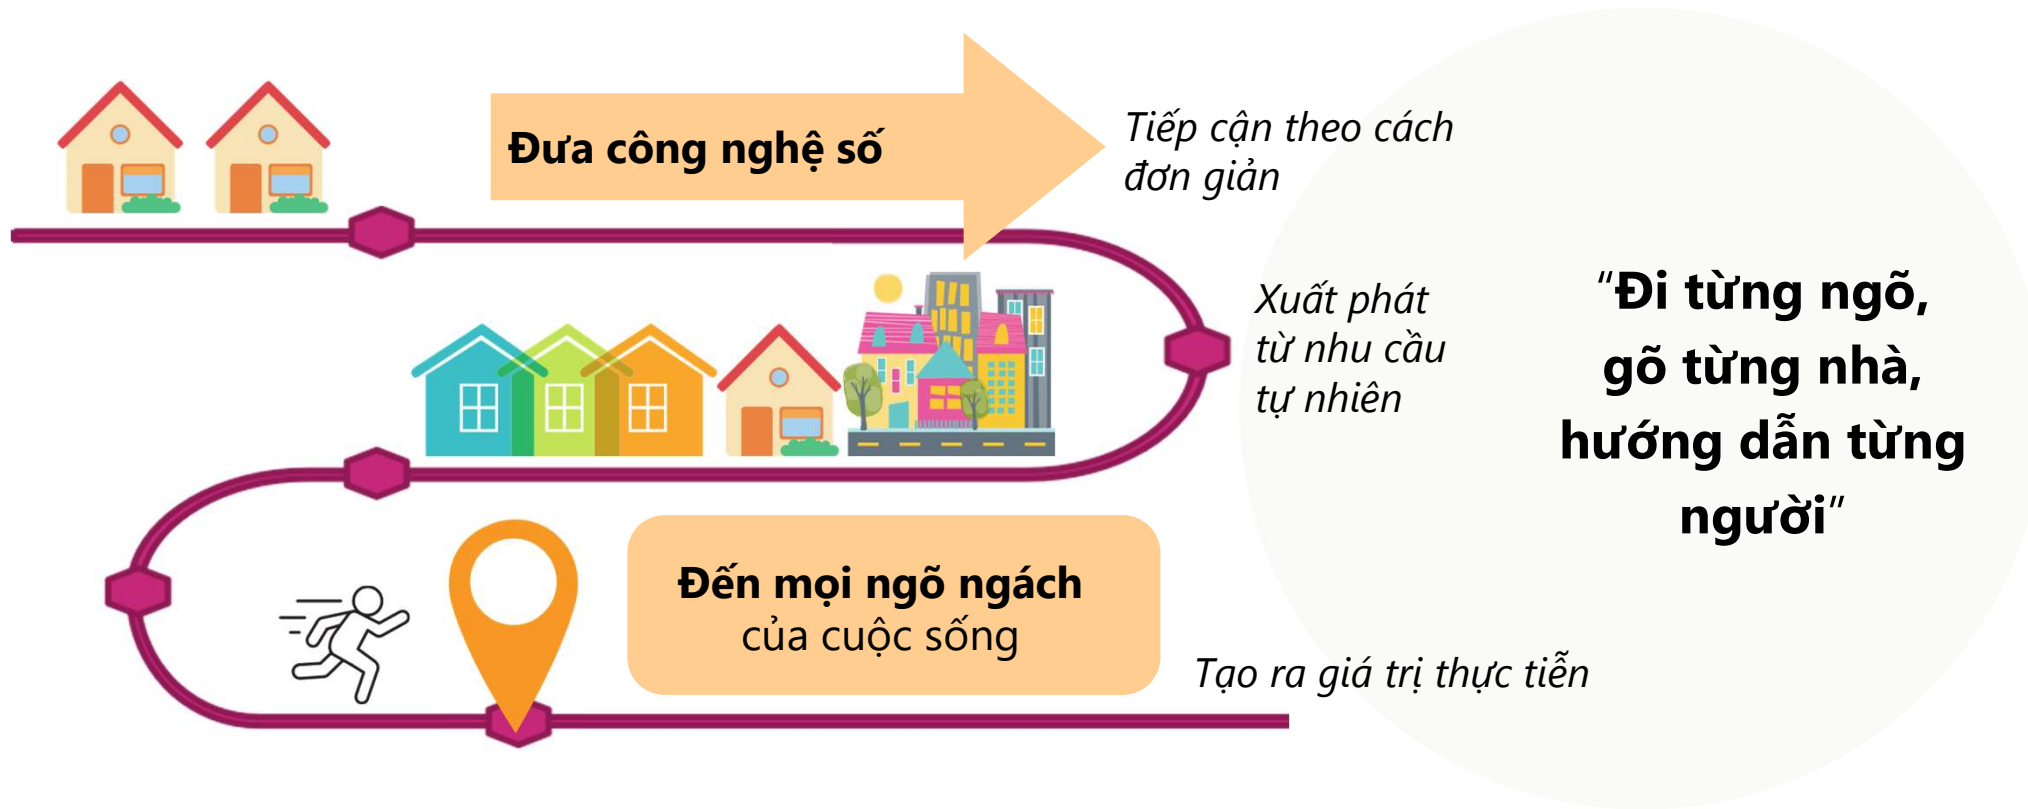 Đưa công nghệ số
Tiếp cận theo cách
đơn giản
Xuất phát
từ nhu cầu
tự nhiên
“Đi từng ngõ,
gõ từng nhà,
hướng dẫn từng
người”
Đến mọi ngõ ngách
của cuộc sống
Tạo ra giá trị thực tiễn